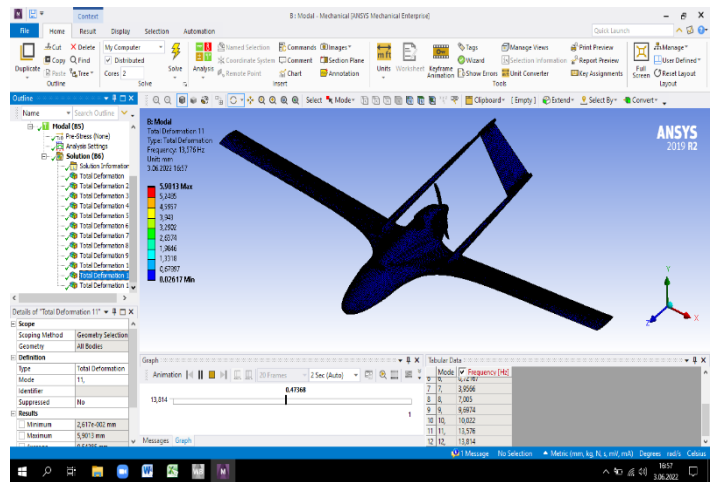 Context
B : Modal - Mechanical [ANSYS Mechanical Enterprise]
File Home Result Display Selection Automation
Quick Launch
Duplicate
Cut Delete My Computer
Copy Find Distributed
Paste Tree Cores 2
Outline
Solve
Solve
Analysis
Named Selection Commands Images
Coordinate System Comment Section Plane
Remote Point Chart Annotation
Insert
Units Worksheet Keyframe Animation
Tags Manage Views Print Preview
Wizard Selection Information Report Preview
Show Errors Unit Converter Key Assignments
Tools
Full Screen
Manage
User Defined
Reset Layout
Layout
Outline
Name Search Outline
Select Mode Clipboard [ Empty ] Extend Select By Convert
Modal (B5)
Pre-Stress (None)
Analysis Settings
Solution (B6)
Solution Information
Total Deformation
Total Deformation 2
Total Deformation 3
Total Deformation 4
Total Deformation 5
Total Deformation 6
Total Deformation 7
Total Deformation 8
Total Deformation 9
Total Deformation 1
Total Deformation 1
Total Deformation 1
B: Modal
Total Deformation 11
Type: Total Deformation
Frequency: 13,576 Hz
Unit: mm
3.06.2022 16:57
5,9013 Max
5,2485
4,5957
3,943
3,2902
2,6374
1,9846
1,3318
0,67897
0,02617 Min
ANSYS
2019 R2
Y
X
Z
Details of "Total Deformation 11"
Scope
Scoping Method Geometry Selection
Geometry All Bodies
Definition
Type Total Deformation
Mode 11,
Identifier
Suppressed No
Results
Minimum 2,617e-002 mm
Maximum 5,9013 mm
Graph
Animation 20 Frames 2 Sec (Auto)
0,47368
13,814
1
Messages Graph
Tabular Data
Mode Frequency [Hz]
7 7, 3,9566
8 8, 7,005
9 9, 9,6974
10 10, 10,022
11 11, 13,576
12 12, 13,814
1 Message No Selection Metric (mm, kg, N, s, mV, mA) Degrees rad/s Celsius
16:57
3.06.2022